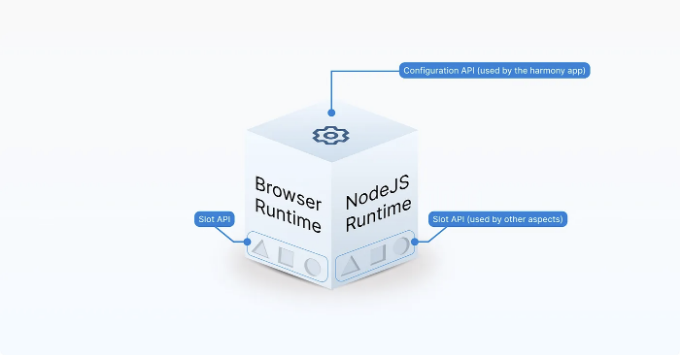 Configuration API (used by the harmony app)
Browser
Runtime
NodeJS
Runtime
Slot API
Slot API (used by other aspects)